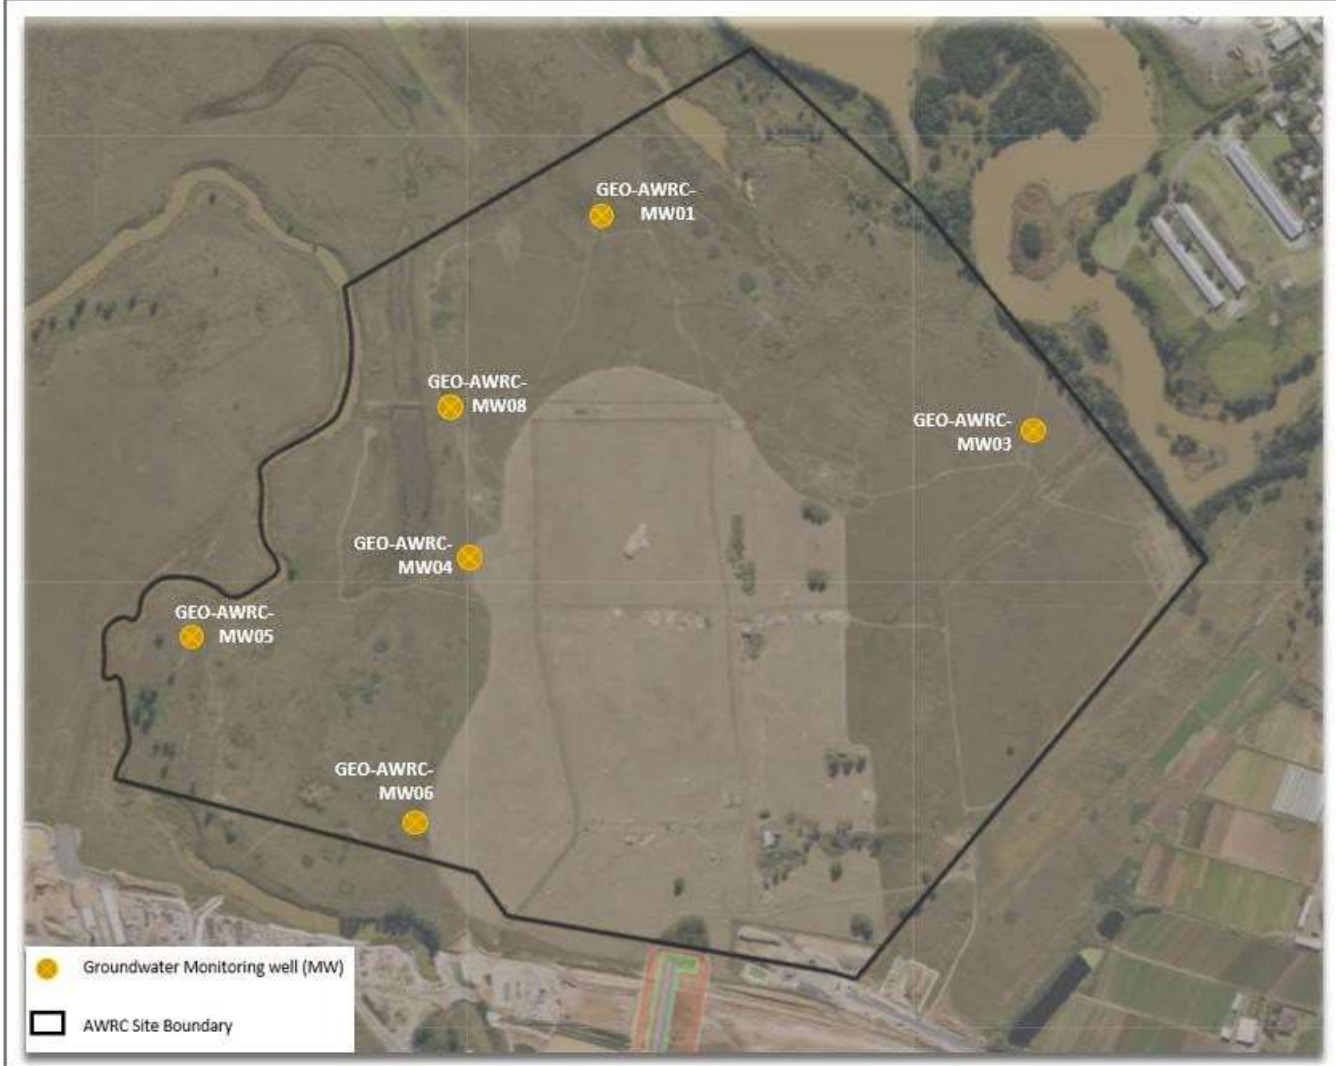 GEO-AWRC-
MW01
GEO-AWRC-
MW08
GEO-AWRC-
MW03
GEO-AWRC-
MW04
GEO-AWRC-
MW05
GEO-AWRC-
MW06
Groundwater Monitoring well (MW)
AWRC Site Boundary